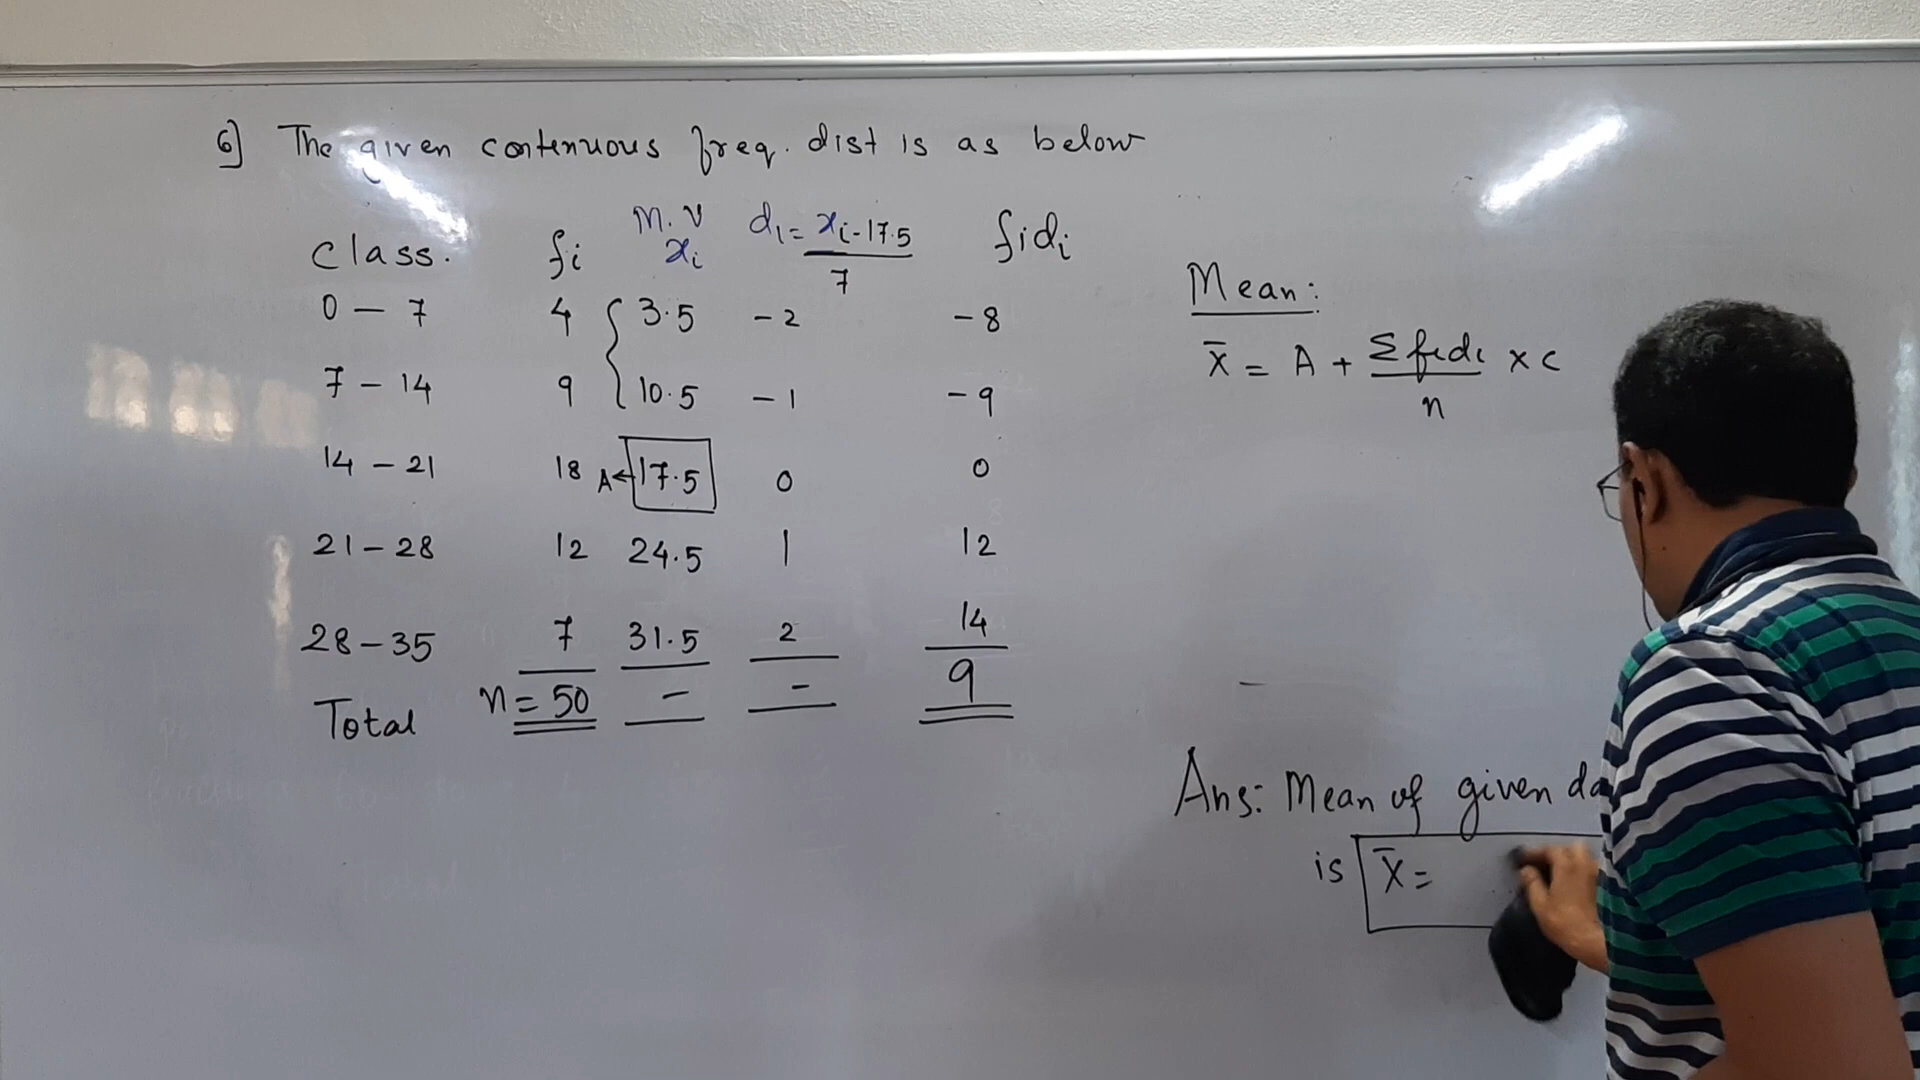 6] The given continuous freq. dist is as below
class. fi M.V xi di = xi - 17.5 / 7 fidi
0 - 7 4 3.5 - 2 - 8
7 - 14 9 10.5 - 1 - 9
14 - 21 18 A ← 17.5 0 0
21 - 28 12 24.5 1 12
28 - 35 7 31.5 2 14
Total n = 50 - - 9
Mean:
x̄ = A + Σfidi / n × c
Ans: Mean of given
is x̄ =